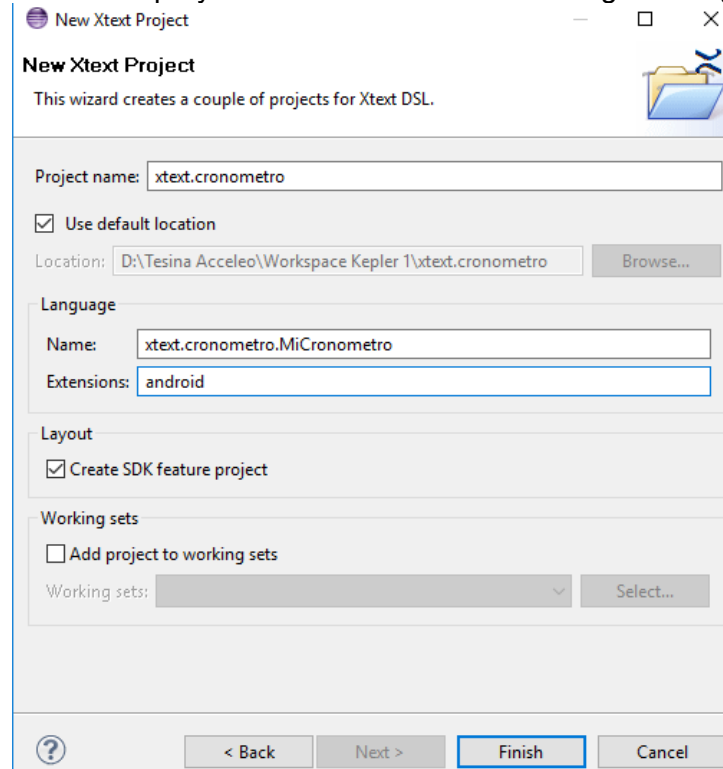 New Xtext Project
New Xtext Project
This wizard creates a couple of projects for Xtext DSL.
Project name: xtext.cronometro
Use default location
Location: D:\Tesina Acceleo\Workspace Kepler 1\xtext.cronometro Browse...
Language
Name: xtext.cronometro.MiCronometro
Extensions: android
Layout
Create SDK feature project
Working sets
Add project to working sets
Working sets: Select...
? < Back Next > Finish Cancel